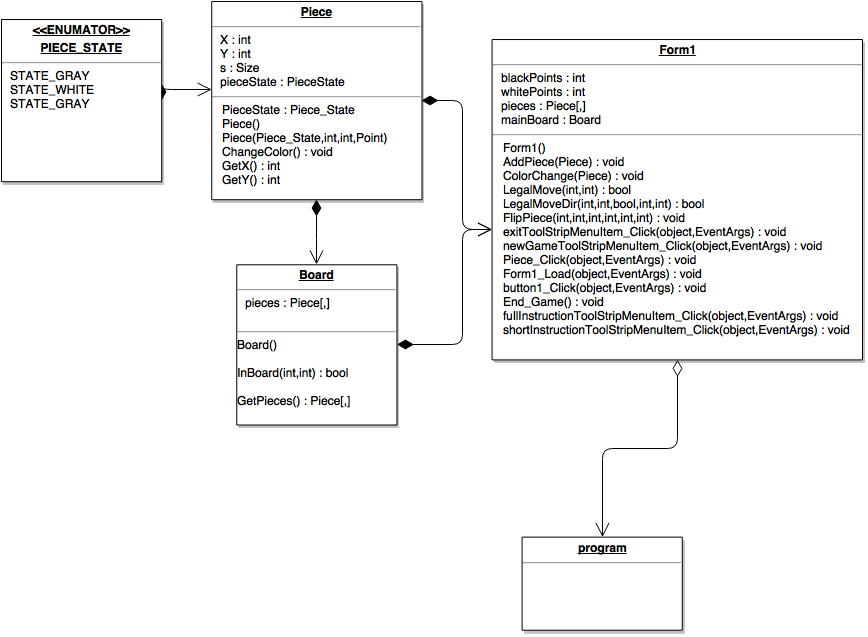 <<ENUMATOR>>
PIECE_STATE
STATE_GRAY
STATE_WHITE
STATE_GRAY
Piece
X : int
Y : int
s : Size
pieceState : PieceState
PieceState : Piece_State
Piece()
Piece(Piece_State,int,int,Point)
ChangeColor() : void
GetX() : int
GetY() : int
Form1
blackPoints : int
whitePoints : int
pieces : Piece[,]
mainBoard : Board
Form1()
AddPiece(Piece) : void
ColorChange(Piece) : void
LegalMove(int,int) : bool
LegalMoveDir(int,int,bool,int,int) : bool
FlipPiece(int,int,int,int,int,int) : void
exitToolStripMenuItem_Click(object,EventArgs) : void
newGameToolStripMenuItem_Click(object,EventArgs) : void
Piece_Click(object,EventArgs) : void
Form1_Load(object,EventArgs) : void
button1_Click(object,EventArgs) : void
End_Game() : void
fullInstructionToolStripMenuItem_Click(object,EventArgs) : void
shortInstructionToolStripMenuItem_Click(object,EventArgs) : void
Board
pieces : Piece[,]
Board()
InBoard(int,int) : bool
GetPieces() : Piece[,]
program